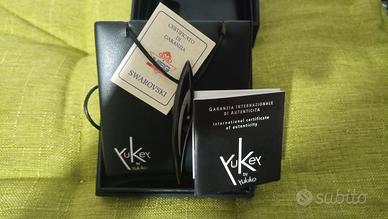 CERTIFICATO
DI
GARANZIA
SWAROVSKI
YuKey
by
Yukiko
GARANZIA INTERNAZIONALE
DI AUTENTICITÀ
international certificate
of authenticity
YuKey
by
Yukiko
subito